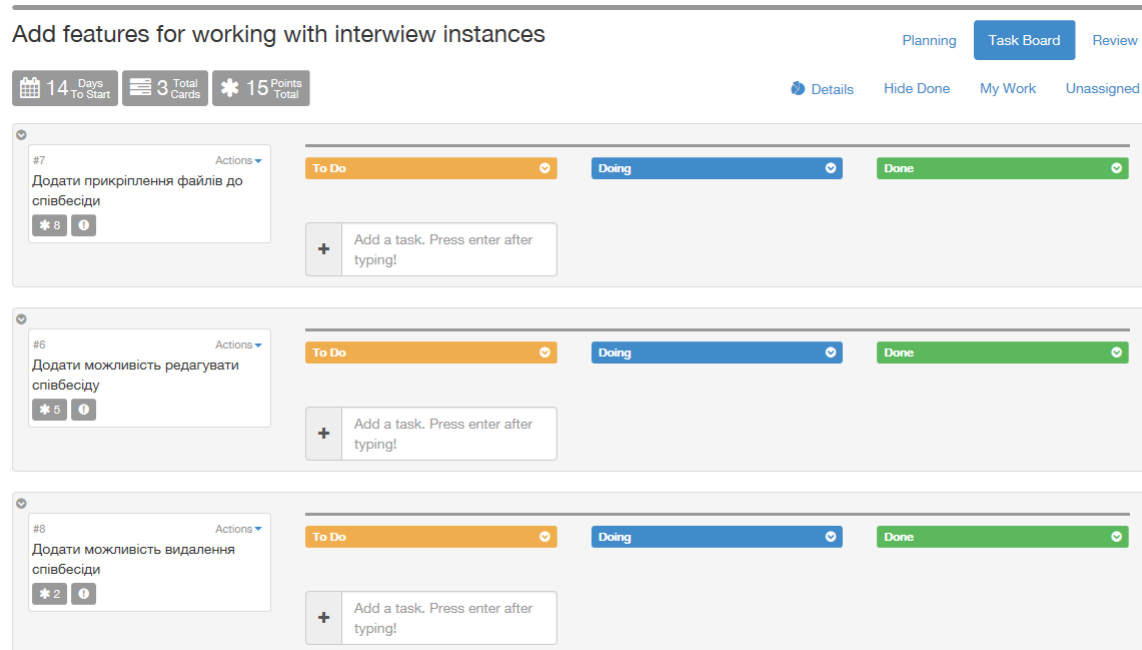 Add features for working with interwiew instances
Planning Task Board Review
14 Days To Start 3 Total Cards 15 Points Total
Details Hide Done My Work Unassigned
#7 Actions
Додати прикріплення файлів до
співбесіди
8
To Do Doing Done
Add a task. Press enter after
typing!
#6 Actions
Додати можливість редагувати
співбесіду
5
To Do Doing Done
Add a task. Press enter after
typing!
#8 Actions
Додати можливість видалення
співбесіди
2
To Do Doing Done
Add a task. Press enter after
typing!